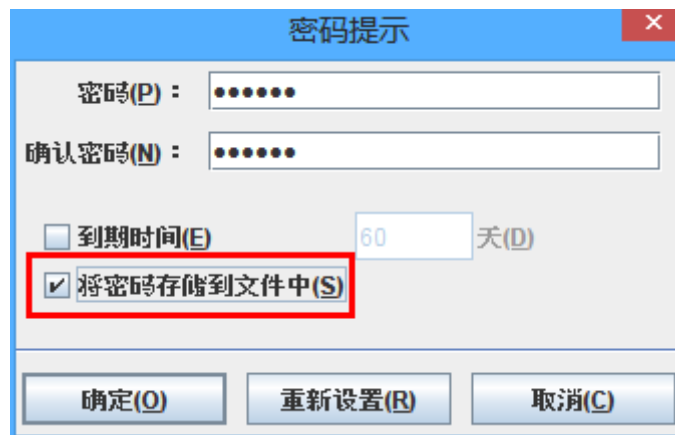 密码提示
密码(P)： ●●●●●●
确认密码(N)： ●●●●●●
到期时间(E) 60 天(D)
将密码存储到文件中(S)
确定(O) 重新设置(R) 取消(C)